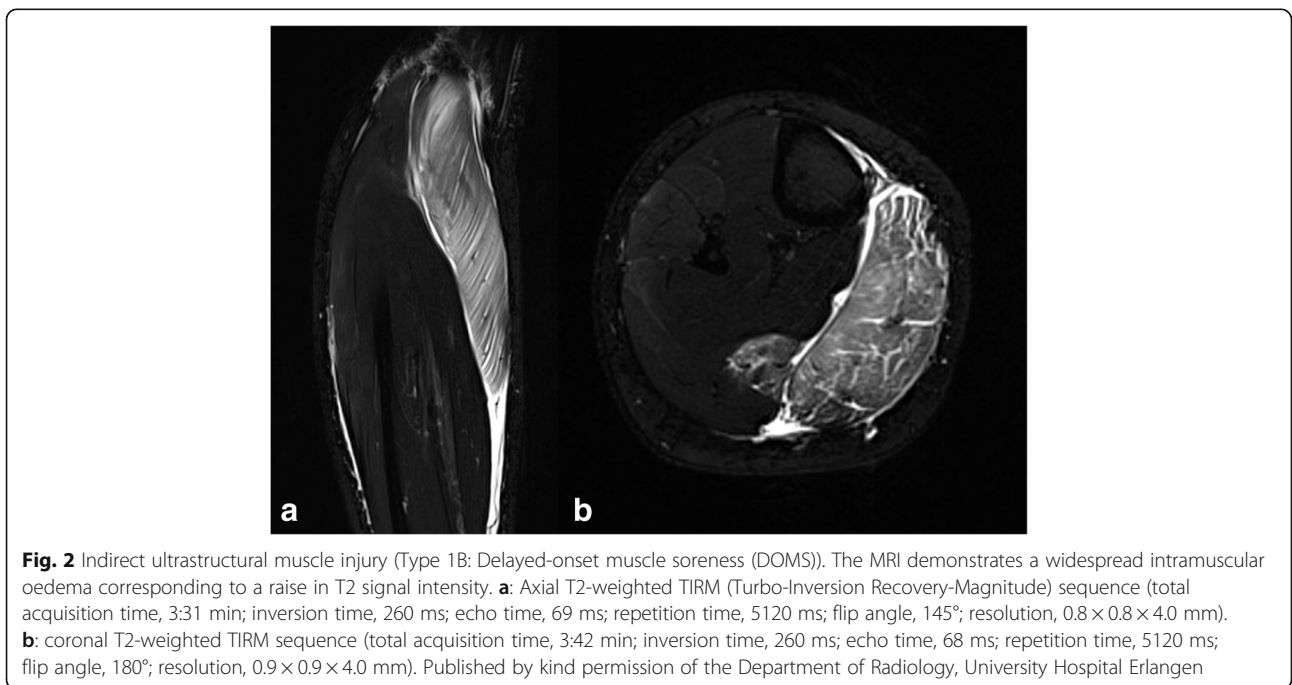 a
b
Fig. 2 Indirect ultrastructural muscle injury (Type 1B: Delayed-onset muscle soreness (DOMS)). The MRI demonstrates a widespread intramuscular
oedema corresponding to a raise in T2 signal intensity. a: Axial T2-weighted TIRM (Turbo-Inversion Recovery-Magnitude) sequence (total
acquisition time, 3:31 min; inversion time, 260 ms; echo time, 69 ms; repetition time, 5120 ms; flip angle, 145°; resolution, 0.8 × 0.8 × 4.0 mm).
b: coronal T2-weighted TIRM sequence (total acquisition time, 3:42 min; inversion time, 260 ms; echo time, 68 ms; repetition time, 5120 ms;
flip angle, 180°; resolution, 0.9 × 0.9 × 4.0 mm). Published by kind permission of the Department of Radiology, University Hospital Erlangen